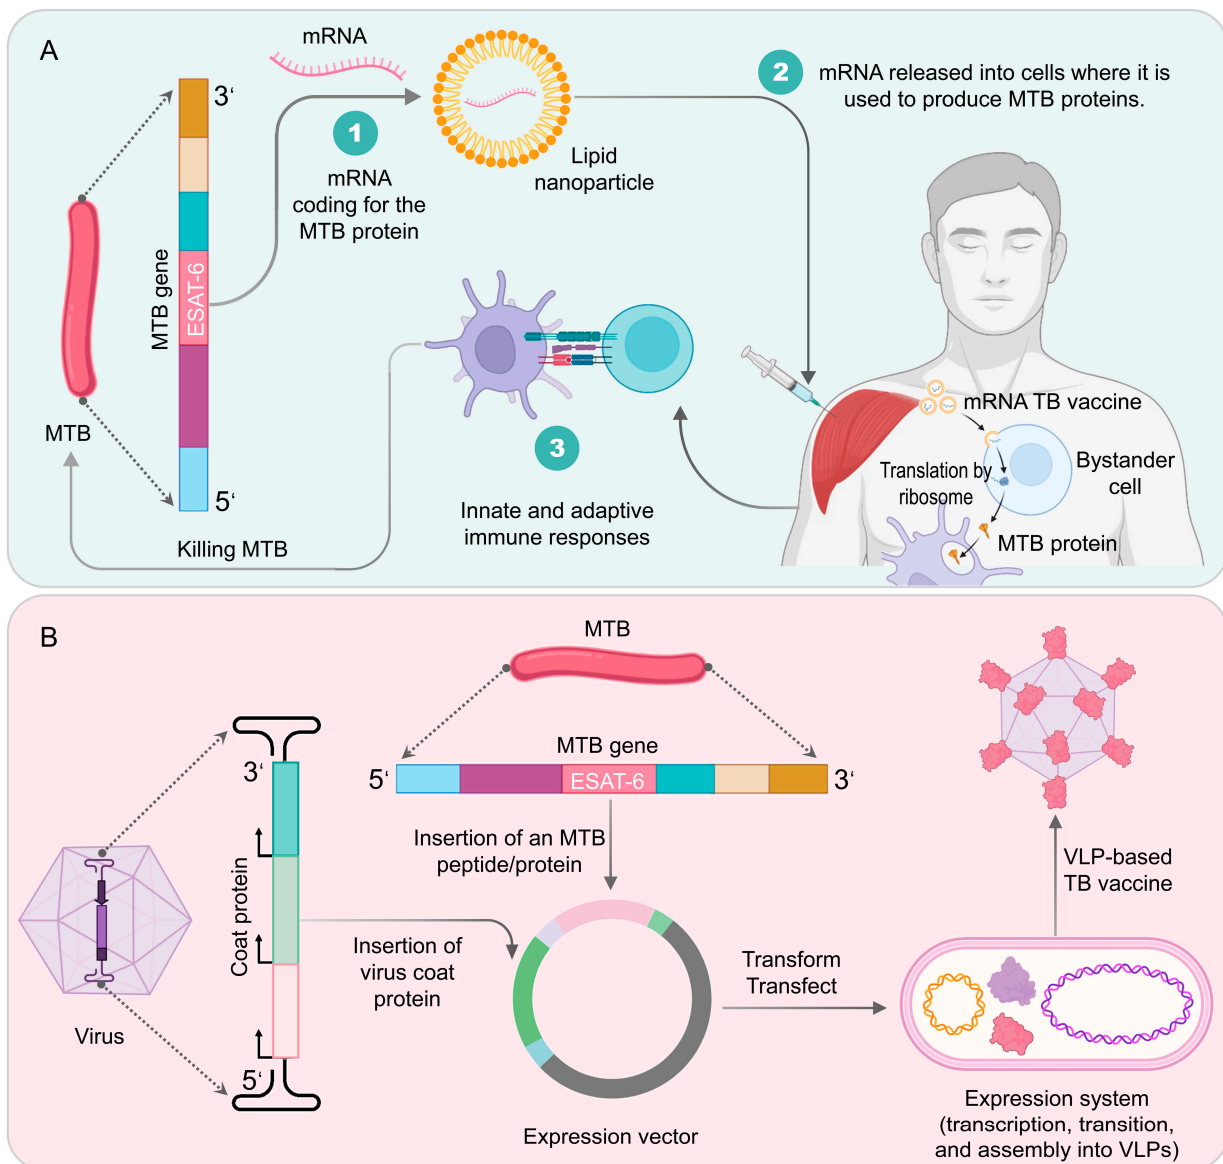 A
mRNA
3‘
1
mRNA
coding for the
MTB protein
Lipid
nanoparticle
2
mRNA released into cells where it is
used to produce MTB proteins.
MTB gene
ESAT-6
MTB
5‘
Killing MTB
3
Innate and adaptive
immune responses
mRNA TB vaccine
Translation by
ribosome
Bystander
cell
MTB protein
B
MTB
MTB gene
5‘
ESAT-6
3‘
3‘
Coat protein
5‘
Virus
Insertion of an MTB
peptide/protein
Insertion of
virus coat
protein
Expression vector
Transform
Transfect
VLP-based
TB vaccine
Expression system
(transcription, transition,
and assembly into VLPs)